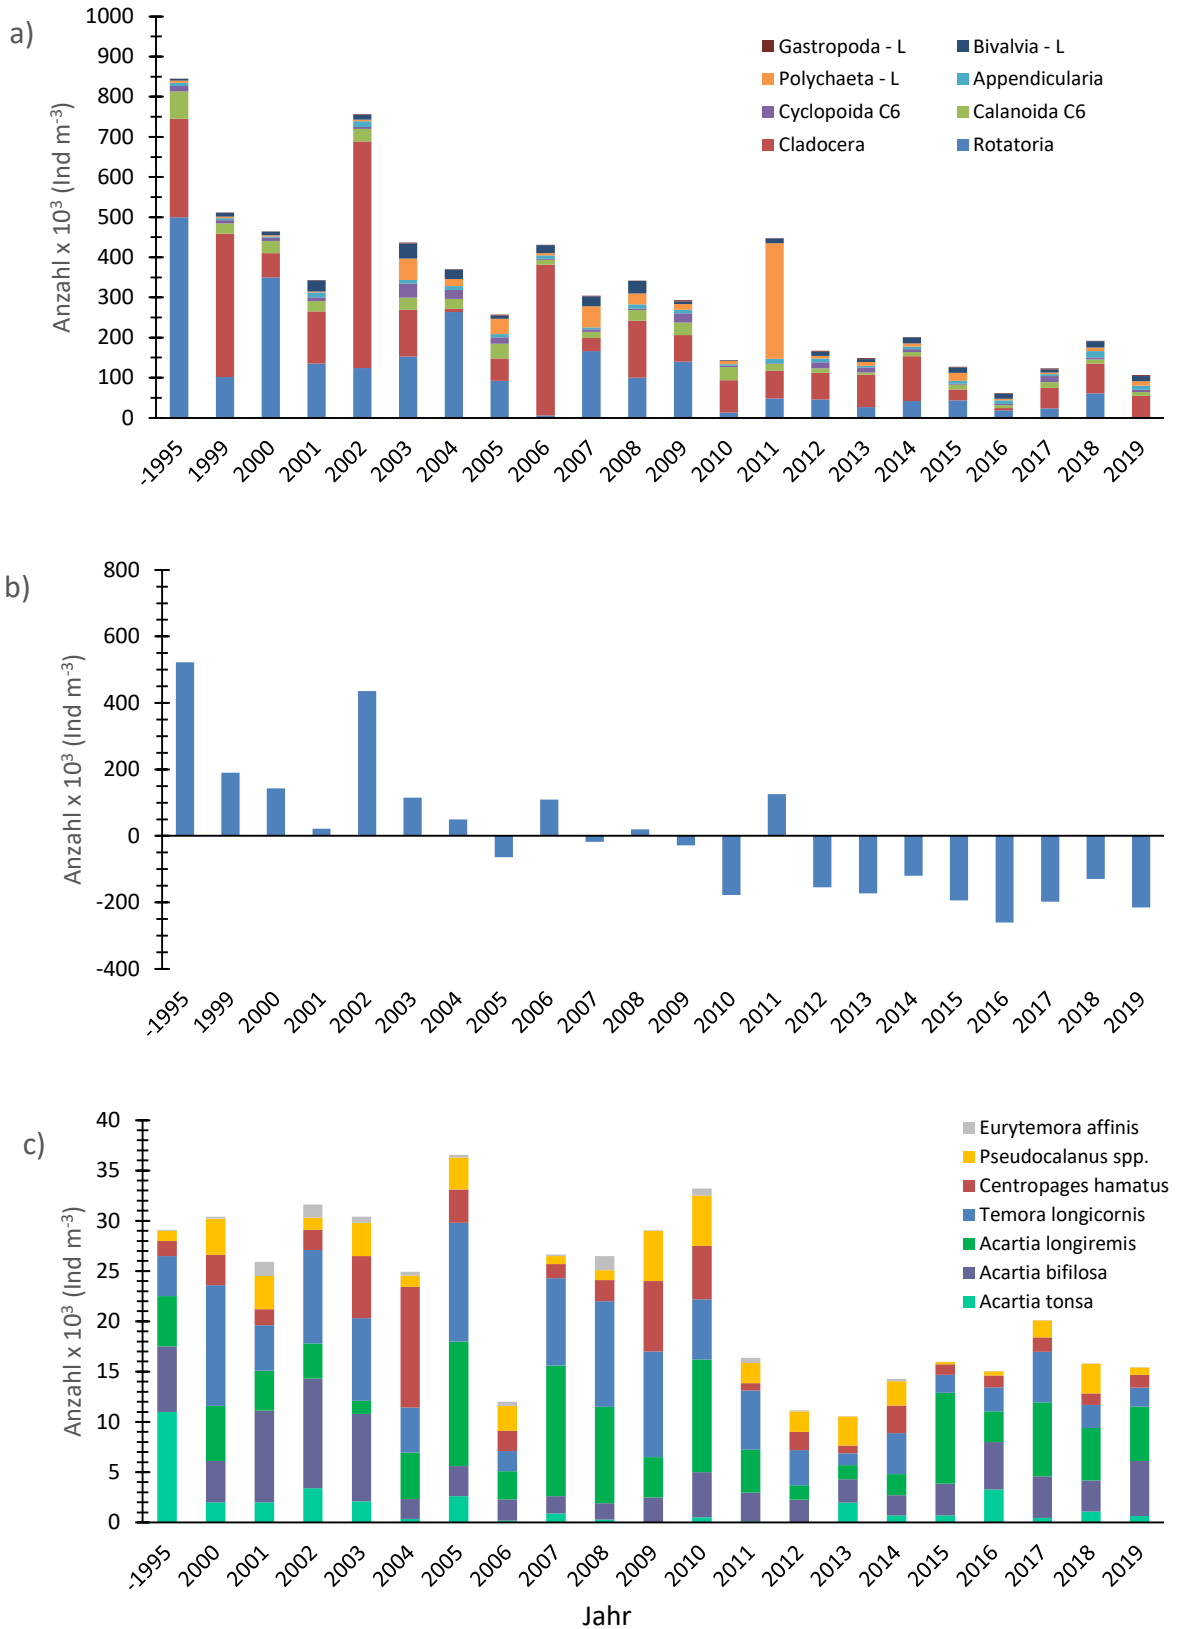 a)
Anzahl x 10³ (Ind m⁻³)
1000
900
800
700
600
500
400
300
200
100
0
Gastropoda - L
Bivalvia - L
Polychaeta - L
Appendicularia
Cyclopoida C6
Calanoida C6
Cladocera
Rotatoria
-1995 1999 2000 2001 2002 2003 2004 2005 2006 2007 2008 2009 2010 2011 2012 2013 2014 2015 2016 2017 2018 2019
b)
Anzahl x 10³ (Ind m⁻³)
800
600
400
200
0
-200
-400
-1995 1999 2000 2001 2002 2003 2004 2005 2006 2007 2008 2009 2010 2011 2012 2013 2014 2015 2016 2017 2018 2019
c)
Anzahl x 10³ (Ind m⁻³)
40
35
30
25
20
15
10
5
0
Eurytemora affinis
Pseudocalanus spp.
Centropages hamatus
Temora longicornis
Acartia longiremis
Acartia bifilosa
Acartia tonsa
-1995 2000 2001 2002 2003 2004 2005 2006 2007 2008 2009 2010 2011 2012 2013 2014 2015 2016 2017 2018 2019
Jahr